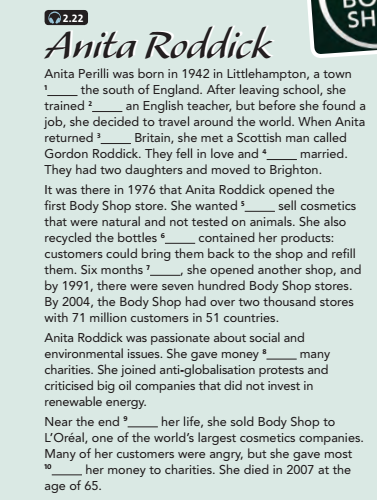 BO
SH
2.22
Anita Roddick
Anita Perilli was born in 1942 in Littlehampton, a town
1_____ the south of England. After leaving school, she
trained 2_____ an English teacher, but before she found a
job, she decided to travel around the world. When Anita
returned 3_____ Britain, she met a Scottish man called
Gordon Roddick. They fell in love and 4_____ married.
They had two daughters and moved to Brighton.
It was there in 1976 that Anita Roddick opened the
first Body Shop store. She wanted 5_____ sell cosmetics
that were natural and not tested on animals. She also
recycled the bottles 6_____ contained her products:
customers could bring them back to the shop and refill
them. Six months 7_____, she opened another shop, and
by 1991, there were seven hundred Body Shop stores.
By 2004, the Body Shop had over two thousand stores
with 71 million customers in 51 countries.
Anita Roddick was passionate about social and
environmental issues. She gave money 8_____ many
charities. She joined anti-globalisation protests and
criticised big oil companies that did not invest in
renewable energy.
Near the end 9_____ her life, she sold Body Shop to
L'Oréal, one of the world's largest cosmetics companies.
Many of her customers were angry, but she gave most
10_____ her money to charities. She died in 2007 at the
age of 65.